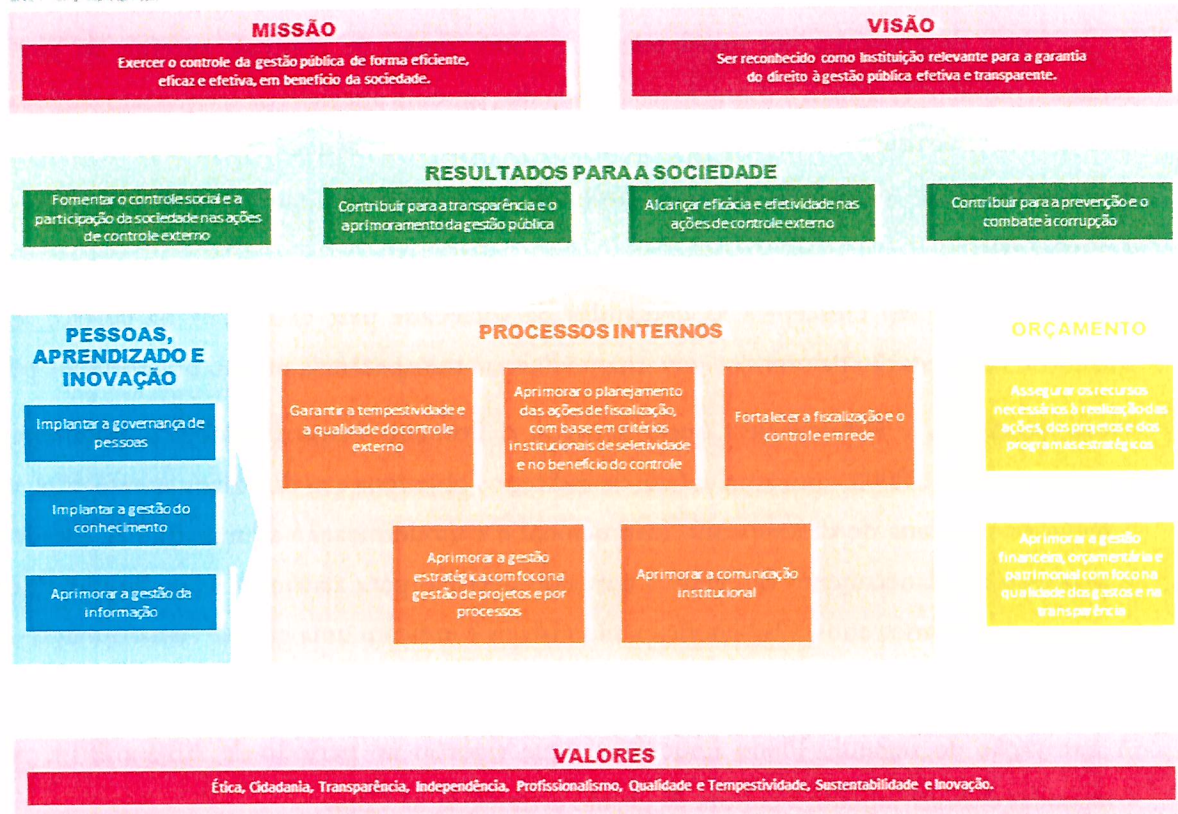 MISSÃO
Exercer o controle da gestão pública de forma eficiente,
eficaz e efetiva, em benefício da sociedade.
VISÃO
Ser reconhecido como Instituição relevante para a garantia
do direito à gestão pública efetiva e transparente.
RESULTADOS PARA A SOCIEDADE
Fomentar o controle social e a
participação da sociedade nas ações
de controle externo
Contribuir para a transparência e o
aprimoramento da gestão pública
Alcançar eficácia e efetividade nas
ações de controle externo
Contribuir para a prevenção e o
combate à corrupção
PESSOAS,
APRENDIZADO E
INOVAÇÃO
Implantar a governança de
pessoas
Implantar a gestão do
conhecimento
Aprimorar a gestão da
informação
PROCESSOS INTERNOS
Garantir a tempestividade e
a qualidade do controle
externo
Aprimorar o planejamento
das ações de fiscalização,
com base em critérios
institucionais de seletividade
e no benefício do controle
Fortalecer a fiscalização e o
controle em rede
Aprimorar a gestão
estratégica com foco na
gestão de projetos e por
processos
Aprimorar a comunicação
institucional
ORÇAMENTO
Assegurar os recursos
necessários à realização das
ações, dos projetos e dos
programas estratégicos
Aprimorar a gestão
financeira, orçamentária e
patrimonial com foco na
qualidade dos gastos e na
transparência
VALORES
Ética, Cidadania, Transparência, Independência, Profissionalismo, Qualidade e Tempestividade, Sustentabilidade e Inovação.